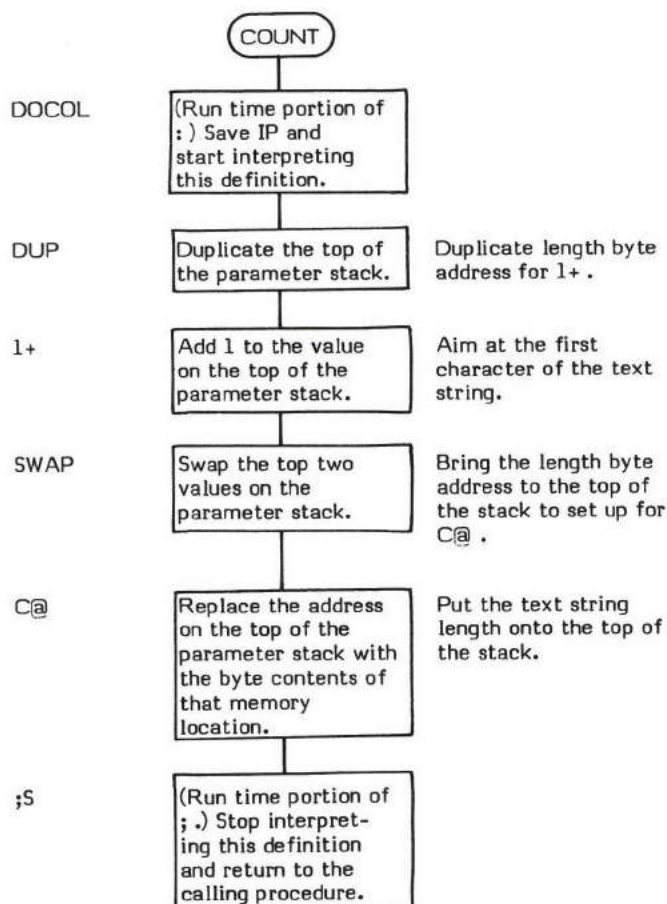 COUNT
DOCOL
(Run time portion of
: ) Save IP and
start interpreting
this definition.
DUP
Duplicate the top of
the parameter stack.
Duplicate length byte
address for 1+ .
1+
Add 1 to the value
on the top of the
parameter stack.
Aim at the first
character of the text
string.
SWAP
Swap the top two
values on the
parameter stack.
Bring the length byte
address to the top of
the stack to set up for
C@ .
C@
Replace the address
on the top of the
parameter stack with
the byte contents of
that memory
location.
Put the text string
length onto the top of
the stack.
;S
(Run time portion of
; .) Stop interpret-
ing this definition
and return to the
calling procedure.